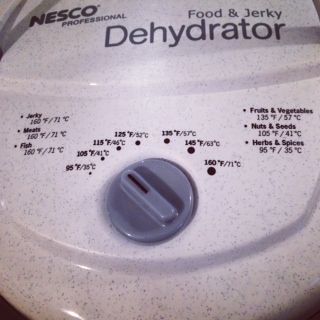 NESCO®
PROFESSIONAL
Food & Jerky
Dehydrator
• Jerky
160 °F/71 °C
• Meats
160 °F/71 °C
• Fish
160 °F/71 °C
95 °F/35°C
105 °F/41°C
115 °F/46°C
125 °F/52°C
135 °F/57°C
145 °F/63°C
160 °F/71°C
• Fruits & Vegetables
135 °F / 57 °C
• Nuts & Seeds
105 °F / 41 °C
• Herbs & Spices
95 °F / 35 °C